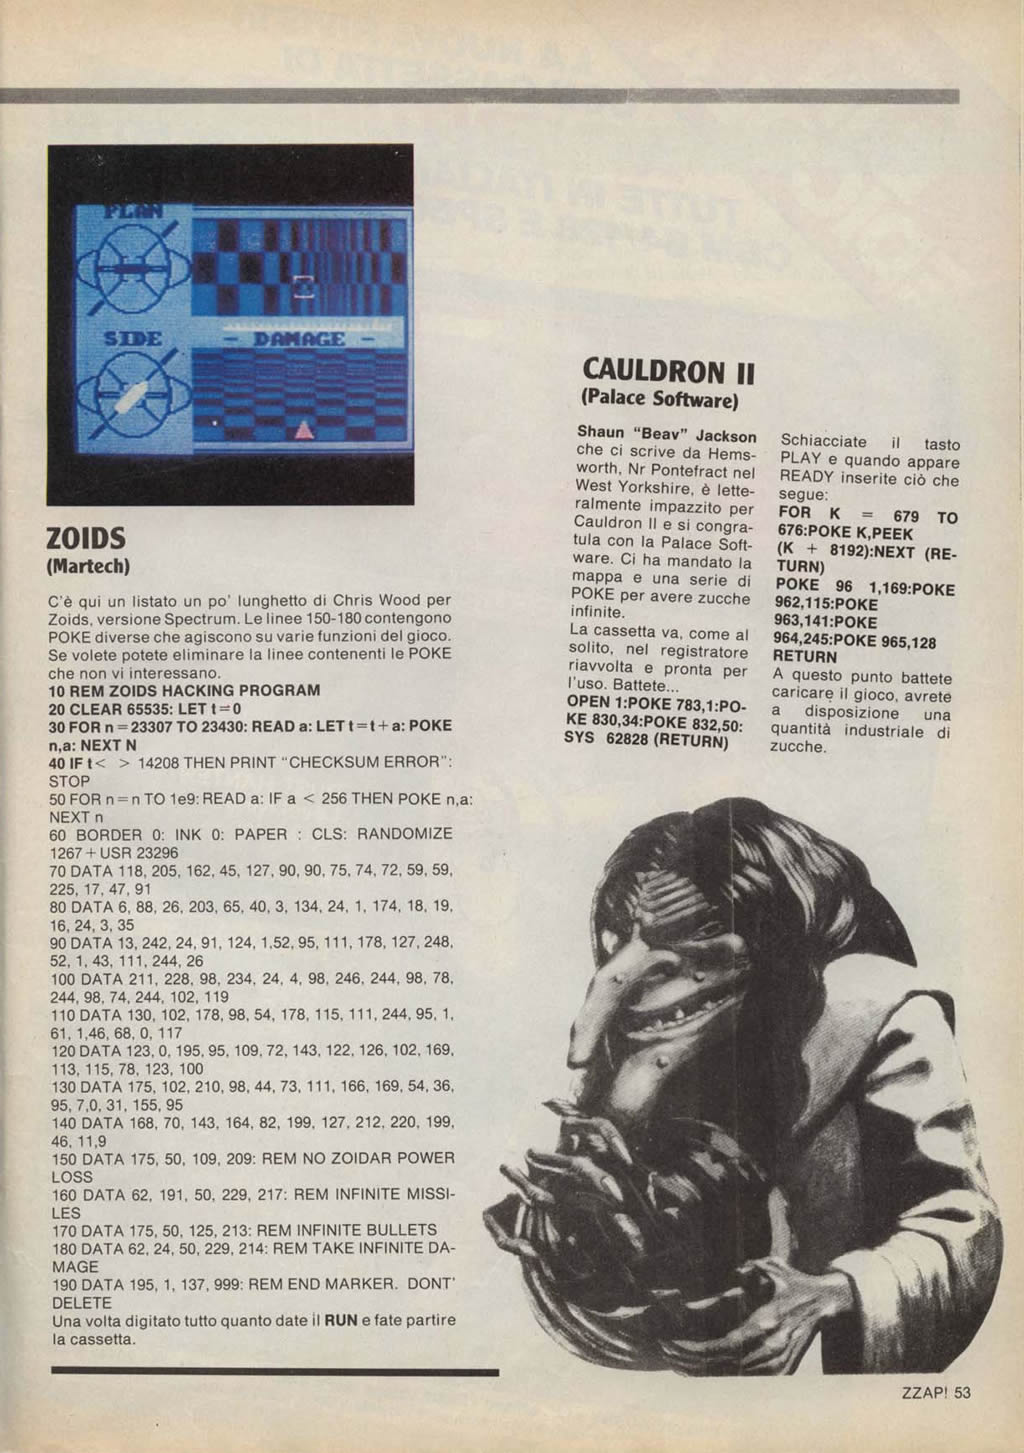 PLAN
SIDE
- DAMAGE -
ZOIDS
(Martech)
C'è qui un listato un po' lunghetto di Chris Wood per
Zoids, versione Spectrum. Le linee 150-180 contengono
POKE diverse che agiscono su varie funzioni del gioco.
Se volete potete eliminare la linee contenenti le POKE
che non vi interessano.
10 REM ZOIDS HACKING PROGRAM
20 CLEAR 65535: LET t=0
30 FOR n=23307 TO 23430: READ a: LET t=t+a: POKE
n,a: NEXT N
40 IF t< > 14208 THEN PRINT "CHECKSUM ERROR":
STOP
50 FOR n=n TO 1e9: READ a: IF a < 256 THEN POKE n,a:
NEXT n
60 BORDER 0: INK 0: PAPER : CLS: RANDOMIZE
1267+USR 23296
70 DATA 118, 205, 162, 45, 127, 90, 90, 75, 74, 72, 59, 59,
225, 17, 47, 91
80 DATA 6, 88, 26, 203, 65, 40, 3, 134, 24, 1, 174, 18, 19,
16, 24, 3, 35
90 DATA 13, 242, 24, 91, 124, 1,52, 95, 111, 178, 127, 248,
52, 1, 43, 111, 244, 26
100 DATA 211, 228, 98, 234, 24, 4, 98, 246, 244, 98, 78,
244, 98, 74, 244, 102, 119
110 DATA 130, 102, 178, 98, 54, 178, 115, 111, 244, 95, 1,
61, 1,46, 68, 0, 117
120 DATA 123, 0, 195, 95, 109, 72, 143, 122, 126, 102, 169,
113, 115, 78, 123, 100
130 DATA 175, 102, 210, 98, 44, 73, 111, 166, 169, 54, 36,
95, 7,0, 31, 155, 95
140 DATA 168, 70, 143, 164, 82, 199, 127, 212, 220, 199,
46, 11,9
150 DATA 175, 50, 109, 209: REM NO ZOIDAR POWER
LOSS
160 DATA 62, 191, 50, 229, 217: REM INFINITE MISSI-
LES
170 DATA 175, 50, 125, 213: REM INFINITE BULLETS
180 DATA 62, 24, 50, 229, 214: REM TAKE INFINITE DA-
MAGE
190 DATA 195, 1, 137, 999: REM END MARKER. DONT'
DELETE
Una volta digitato tutto quanto date il RUN e fate partire
la cassetta.
CAULDRON II
(Palace Software)
Shaun "Beav" Jackson
che ci scrive da Hems-
worth, Nr Pontefract nel
West Yorkshire, è lette-
ralmente impazzito per
Cauldron II e si congra-
tula con la Palace Soft-
ware. Ci ha mandato la
mappa e una serie di
POKE per avere zucche
infinite.
La cassetta va, come al
solito, nel registratore
riavvolta e pronta per
l'uso. Battete...
OPEN 1:POKE 783,1:PO-
KE 830,34:POKE 832,50:
SYS 62828 (RETURN)
Schiacciate il tasto
PLAY e quando appare
READY inserite ciò che
segue:
FOR K = 679 TO
676:POKE K,PEEK
(K + 8192):NEXT (RE-
TURN)
POKE 96 1,169:POKE
962,115:POKE
963,141:POKE
964,245:POKE 965,128
RETURN
A questo punto battete
caricare il gioco, avrete
a disposizione una
quantità industriale di
zucche.
ZZAP! 53